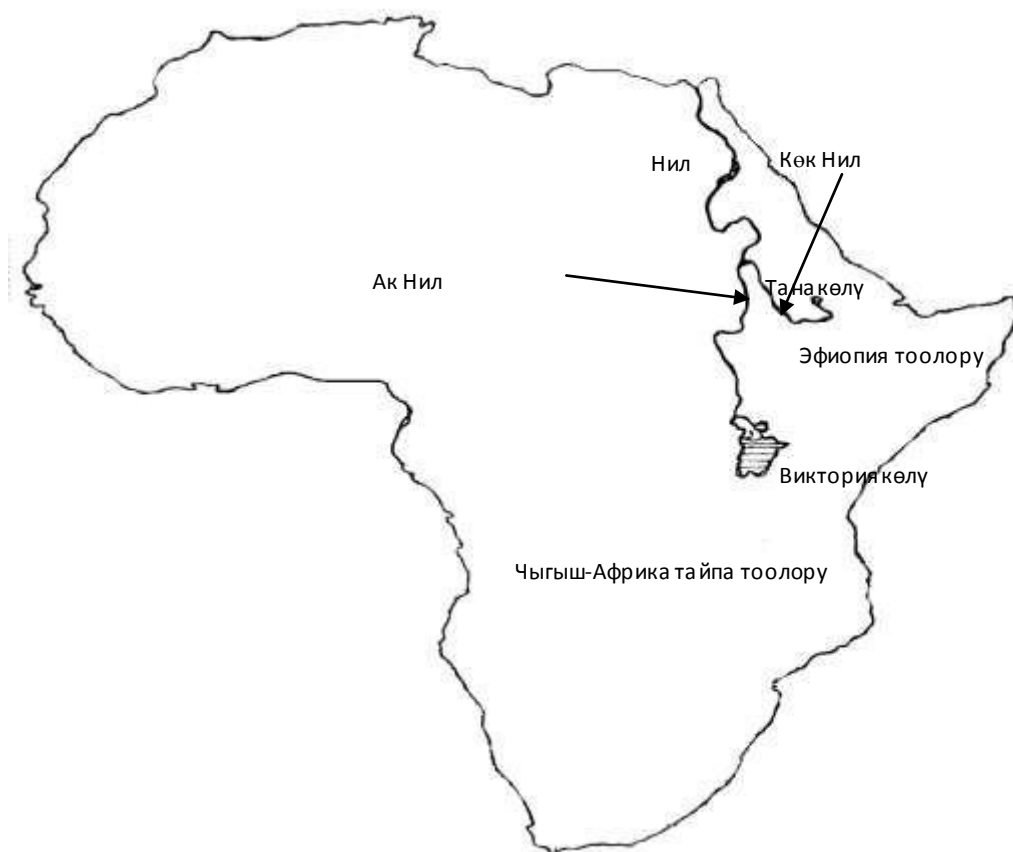 Нил
Көк Нил
Ак Нил
Тана көлү
Эфиопия тоолору
Виктория көлү
Чыгыш-Африка тайпа тоолору